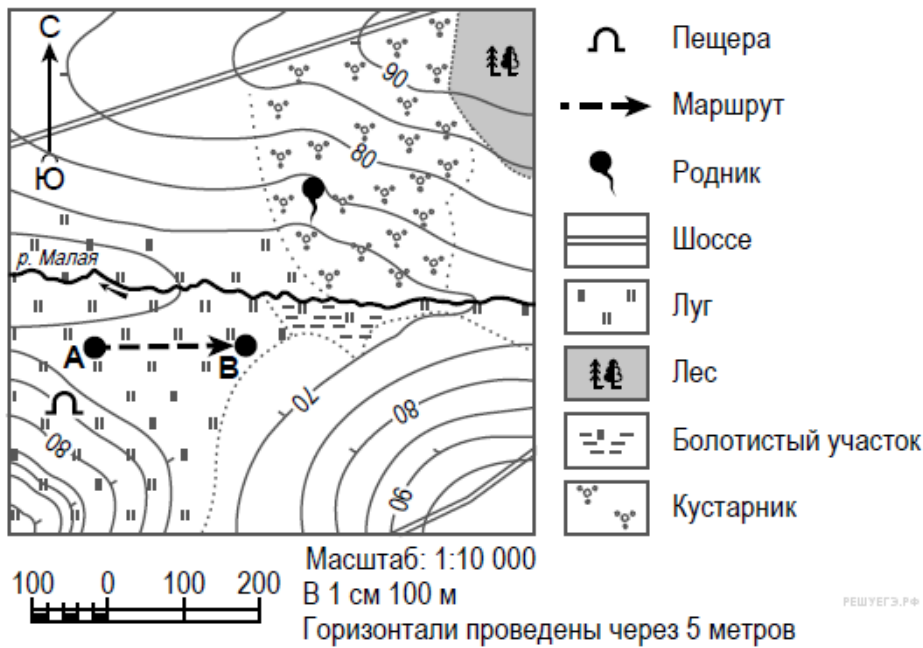 С
Ю
90
80
р. Малая
А
В
70
80
80
90
Пещера
Маршрут
Родник
Шоссе
Луг
Лес
Болотистый участок
Кустарник
100 0 100 200
Масштаб: 1:10 000
В 1 см 100 м
Горизонтали проведены через 5 метров
РЕШУЕГЭ.РФ